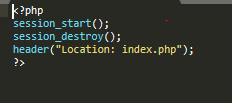 <?php
session_start();
session_destroy();
header("Location: index.php");
?>